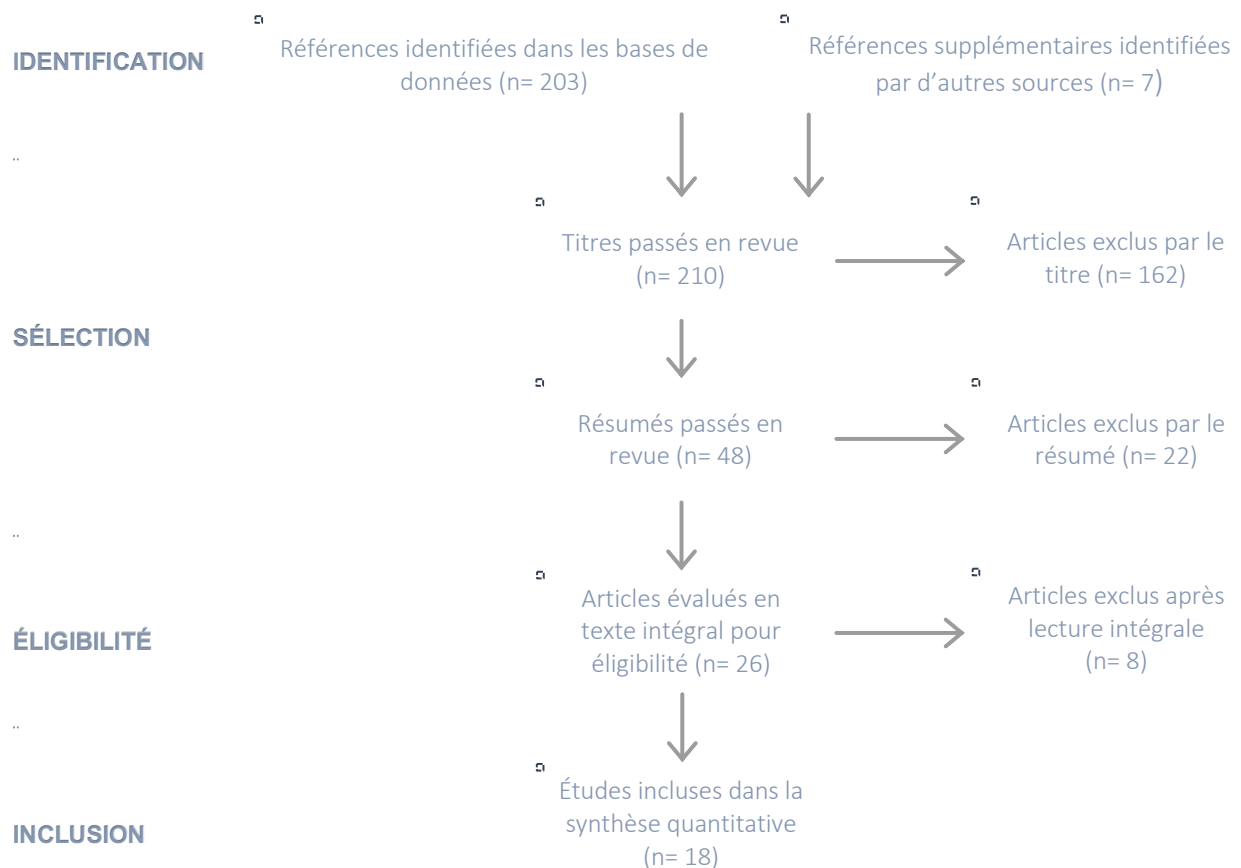 IDENTIFICATION
Références identifiées dans les bases de
données (n= 203)
Références supplémentaires identifiées
par d’autres sources (n= 7)
..
Titres passés en revue
(n= 210)
Articles exclus par le
titre (n= 162)
SÉLECTION
Résumés passés en
revue (n= 48)
Articles exclus par le
résumé (n= 22)
..
Articles évalués en
texte intégral pour
éligibilité (n= 26)
Articles exclus après
lecture intégrale
(n= 8)
ÉLIGIBILITÉ
..
Études incluses dans la
synthèse quantitative
(n= 18)
INCLUSION